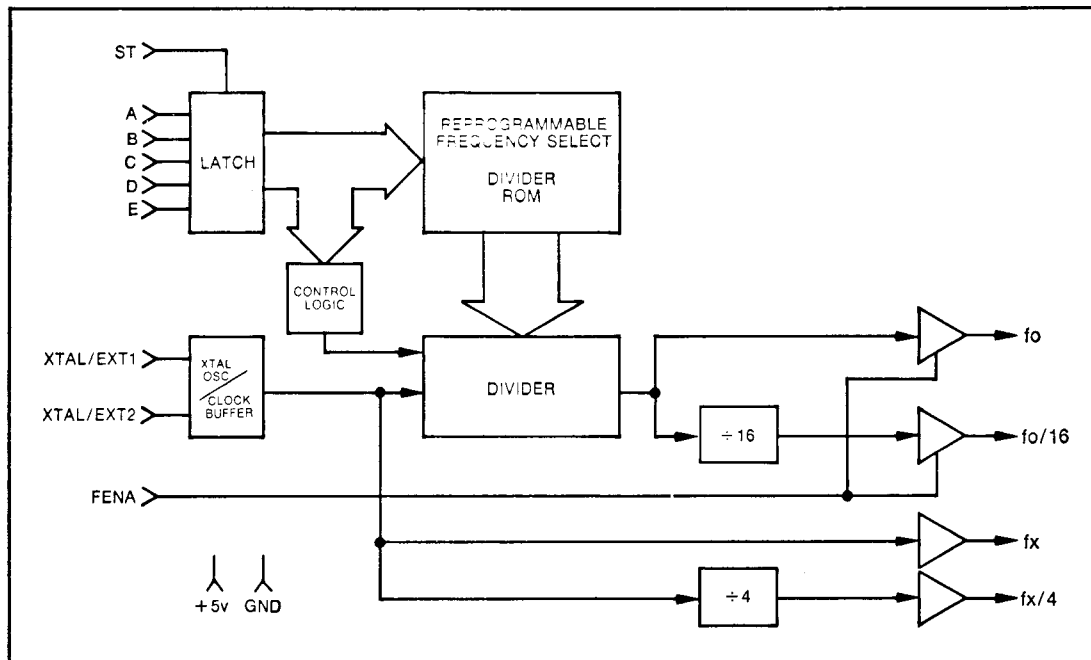 ST
A
B
C
D
E
LATCH
REPROGRAMMABLE
FREQUENCY SELECT
DIVIDER
ROM
CONTROL
LOGIC
XTAL/EXT1
XTAL/EXT2
XTAL
OSC
CLOCK
BUFFER
DIVIDER
fo
÷16
fo/16
FENA
fx
÷4
fx/4
+5v
GND